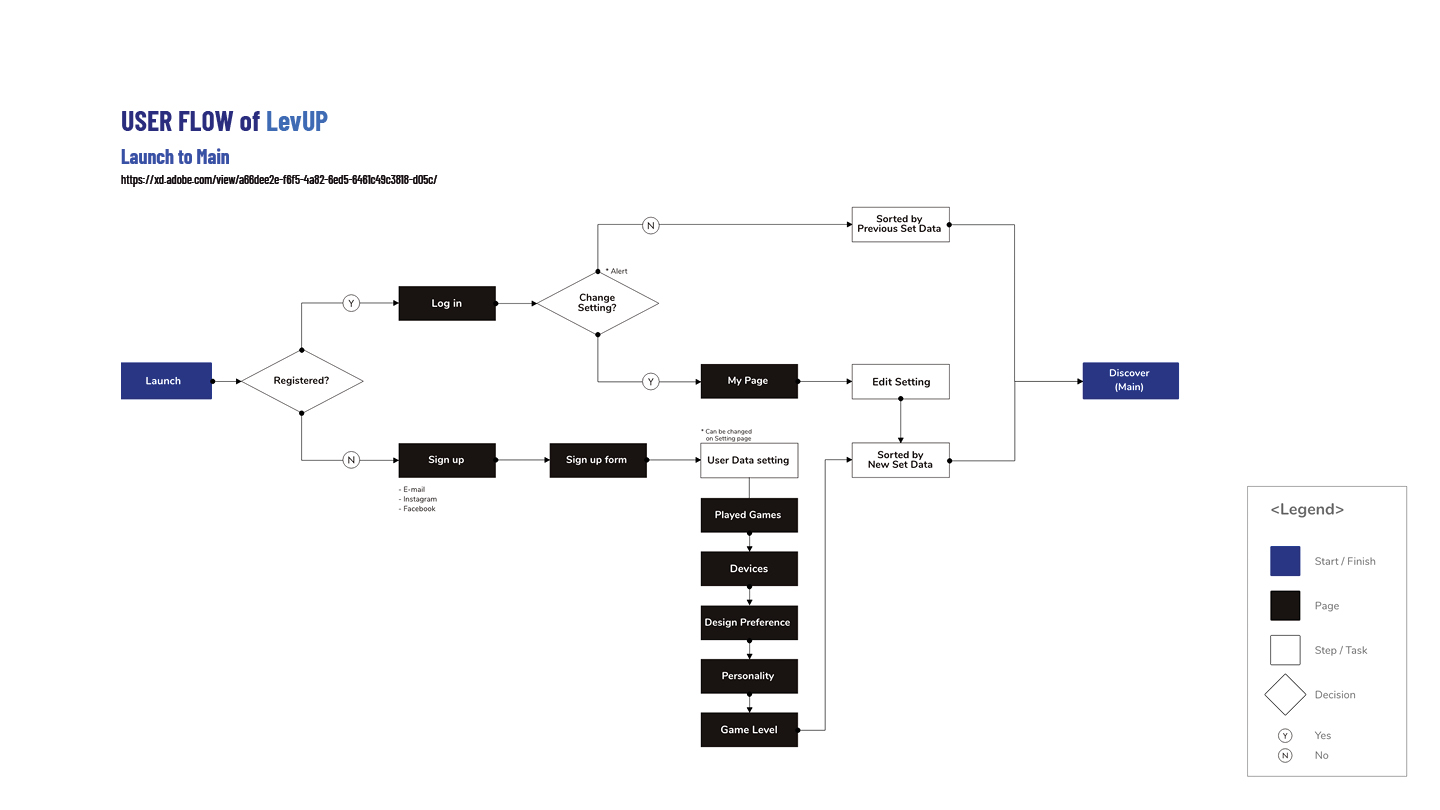 USER FLOW of LevUP
Launch to Main
https://xd.adobe.com/view/a66dee2e-f6f5-4a82-6ed5-6461c49c3818-d05c/
N
Sorted by
Previous Set Data
* Alert
Change
Setting?
Y
Log in
Launch
Registered?
Y
My Page
Edit Setting
Discover
(Main)
* Can be changed
on Setting page
N
Sign up
Sign up form
User Data setting
Sorted by
New Set Data
- E-mail
- Instagram
- Facebook
Played Games
Devices
Design Preference
Personality
Game Level
<Legend>
Start / Finish
Page
Step / Task
Decision
Y
Yes
N
No